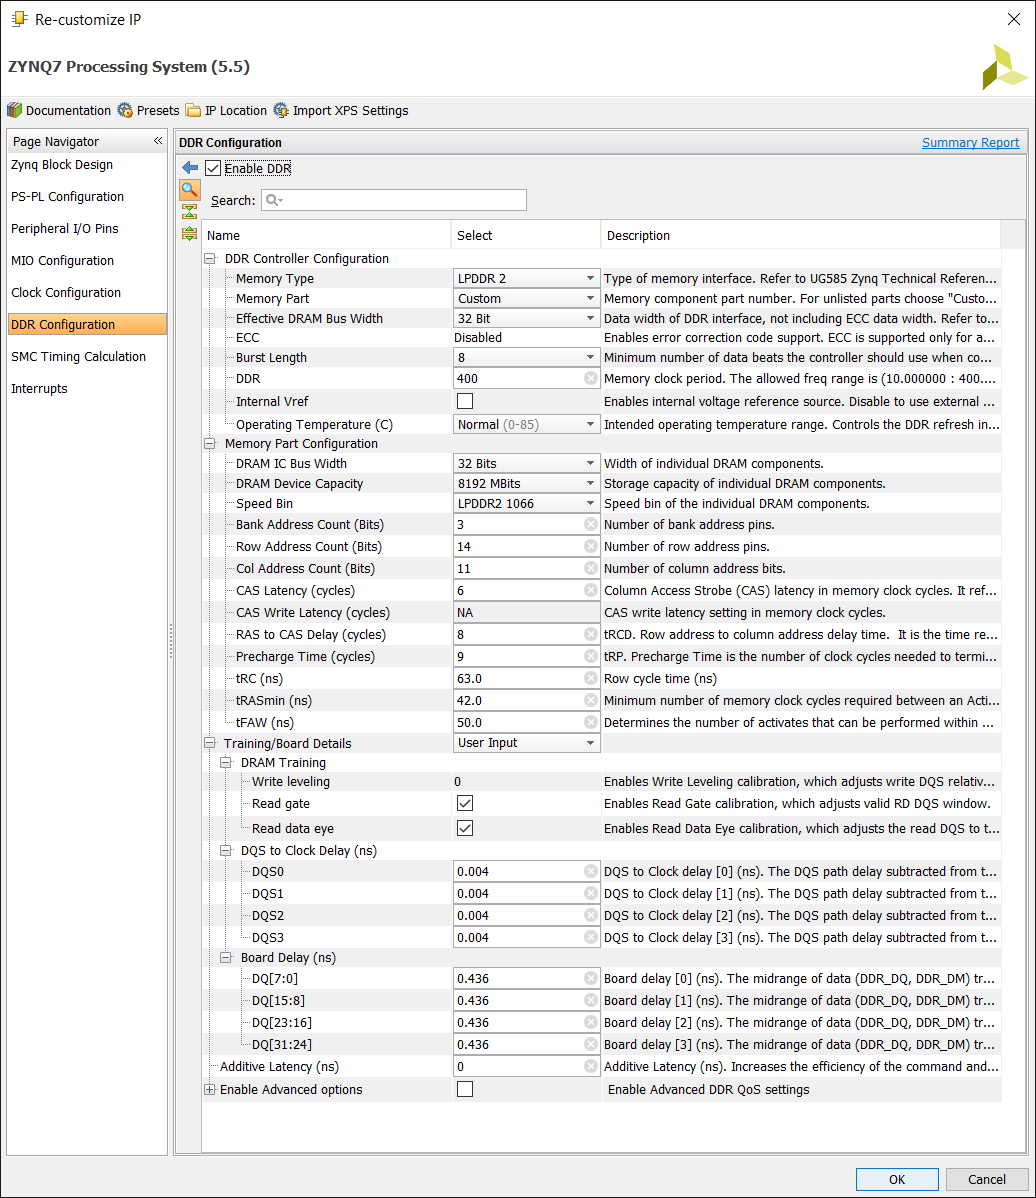 Re-customize IP
ZYNQ7 Processing System (5.5)
Documentation Presets IP Location Import XPS Settings
Page Navigator «
Zynq Block Design
PS-PL Configuration
Peripheral I/O Pins
MIO Configuration
Clock Configuration
DDR Configuration
SMC Timing Calculation
Interrupts
DDR Configuration Summary Report
Enable DDR
Search:
Name Select Description
DDR Controller Configuration
Memory Type LPDDR 2 Type of memory interface. Refer to UG585 Zynq Technical Referen...
Memory Part Custom Memory component part number. For unlisted parts choose "Custo...
Effective DRAM Bus Width 32 Bit Data width of DDR interface, not including ECC data width. Refer to...
ECC Disabled Enables error correction code support. ECC is supported only for a...
Burst Length 8 Minimum number of data beats the controller should use when co...
DDR 400 Memory clock period. The allowed freq range is (10.000000 : 400....
Internal Vref Enables internal voltage reference source. Disable to use external ...
Operating Temperature (C) Normal (0-85) Intended operating temperature range. Controls the DDR refresh in...
Memory Part Configuration
DRAM IC Bus Width 32 Bits Width of individual DRAM components.
DRAM Device Capacity 8192 MBits Storage capacity of individual DRAM components.
Speed Bin LPDDR2 1066 Speed bin of the individual DRAM components.
Bank Address Count (Bits) 3 Number of bank address pins.
Row Address Count (Bits) 14 Number of row address pins.
Col Address Count (Bits) 11 Number of column address bits.
CAS Latency (cycles) 6 Column Access Strobe (CAS) latency in memory clock cycles. It ref...
CAS Write Latency (cycles) NA CAS write latency setting in memory clock cycles.
RAS to CAS Delay (cycles) 8 tRCD. Row address to column address delay time. It is the time re...
Precharge Time (cycles) 9 tRP. Precharge Time is the number of clock cycles needed to termi...
tRC (ns) 63.0 Row cycle time (ns)
tRASmin (ns) 42.0 Minimum number of memory clock cycles required between an Acti...
tFAW (ns) 50.0 Determines the number of activates that can be performed within ...
Training/Board Details User Input
DRAM Training
Write leveling 0 Enables Write Leveling calibration, which adjusts write DQS relativ...
Read gate Enables Read Gate calibration, which adjusts valid RD DQS window.
Read data eye Enables Read Data Eye calibration, which adjusts the read DQS to t...
DQS to Clock Delay (ns)
DQS0 0.004 DQS to Clock delay [0] (ns). The DQS path delay subtracted from t...
DQS1 0.004 DQS to Clock delay [1] (ns). The DQS path delay subtracted from t...
DQS2 0.004 DQS to Clock delay [2] (ns). The DQS path delay subtracted from t...
DQS3 0.004 DQS to Clock delay [3] (ns). The DQS path delay subtracted from t...
Board Delay (ns)
DQ[7:0] 0.436 Board delay [0] (ns). The midrange of data (DDR_DQ, DDR_DM) tr...
DQ[15:8] 0.436 Board delay [1] (ns). The midrange of data (DDR_DQ, DDR_DM) tr...
DQ[23:16] 0.436 Board delay [2] (ns). The midrange of data (DDR_DQ, DDR_DM) tr...
DQ[31:24] 0.436 Board delay [3] (ns). The midrange of data (DDR_DQ, DDR_DM) tr...
Additive Latency (ns) 0 Additive Latency (ns). Increases the efficiency of the command and...
Enable Advanced options Enable Advanced DDR QoS settings
OK Cancel